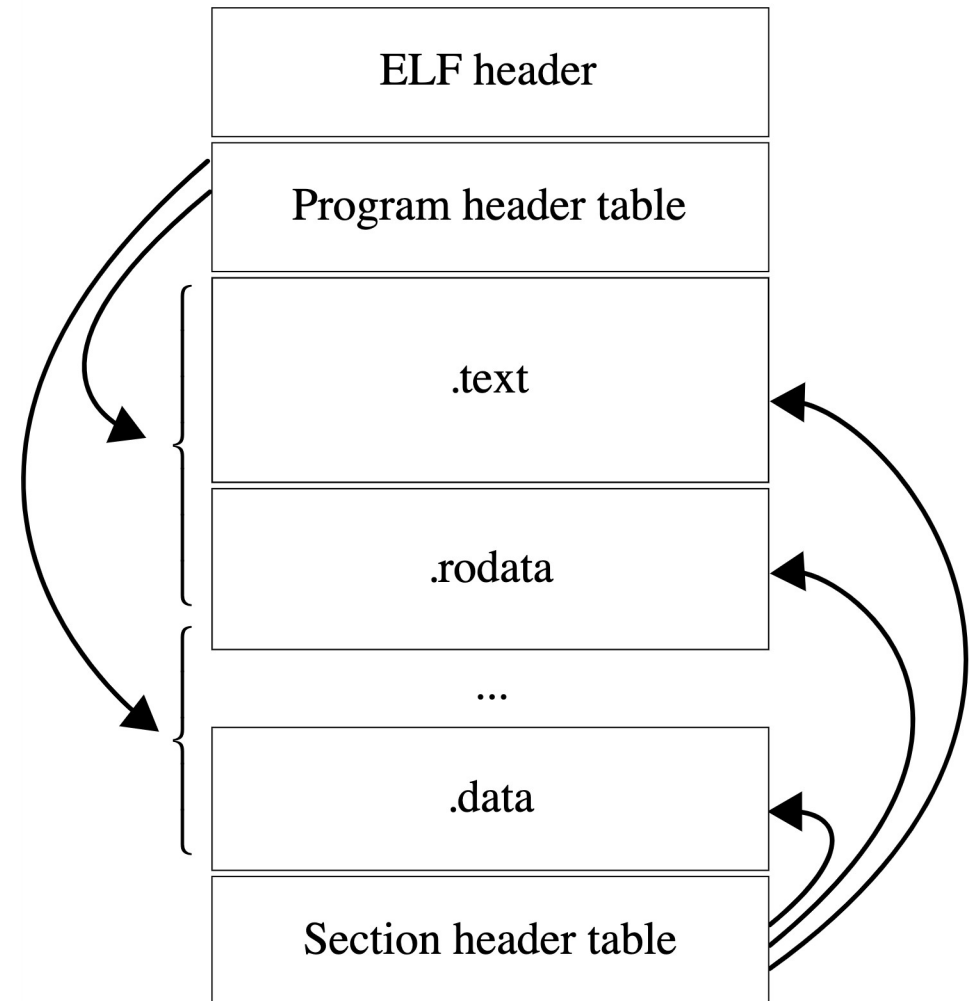 ELF header
Program header table
.text
.rodata
...
.data
Section header table